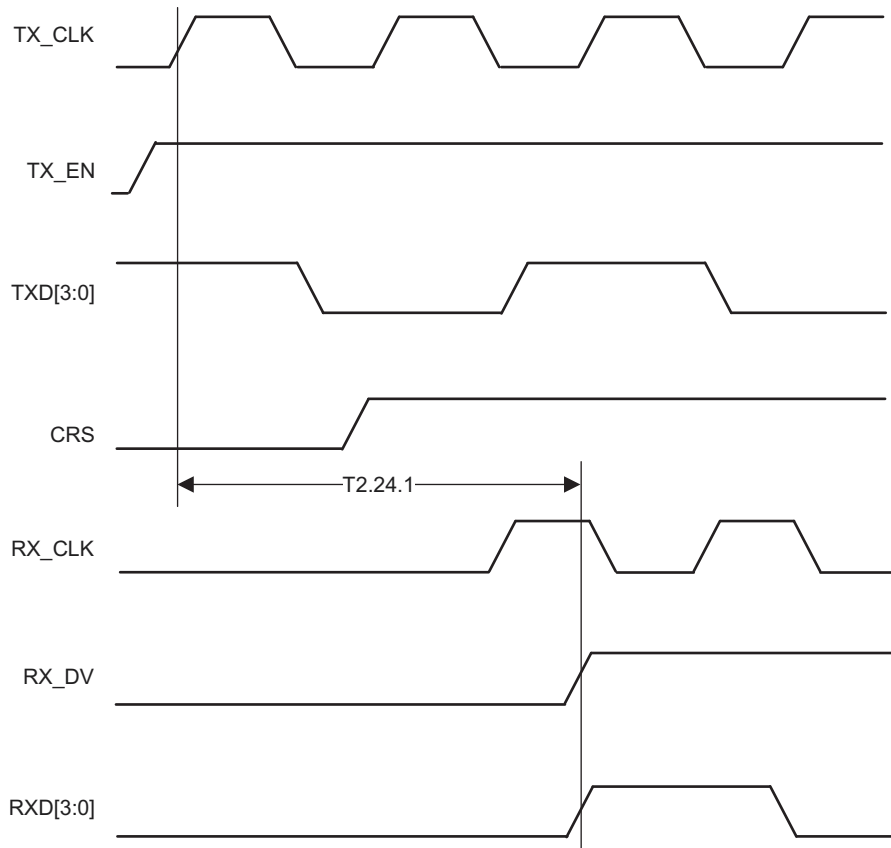 TX_CLK
TX_EN
TXD[3:0]
CRS
T2.24.1
RX_CLK
RX_DV
RXD[3:0]